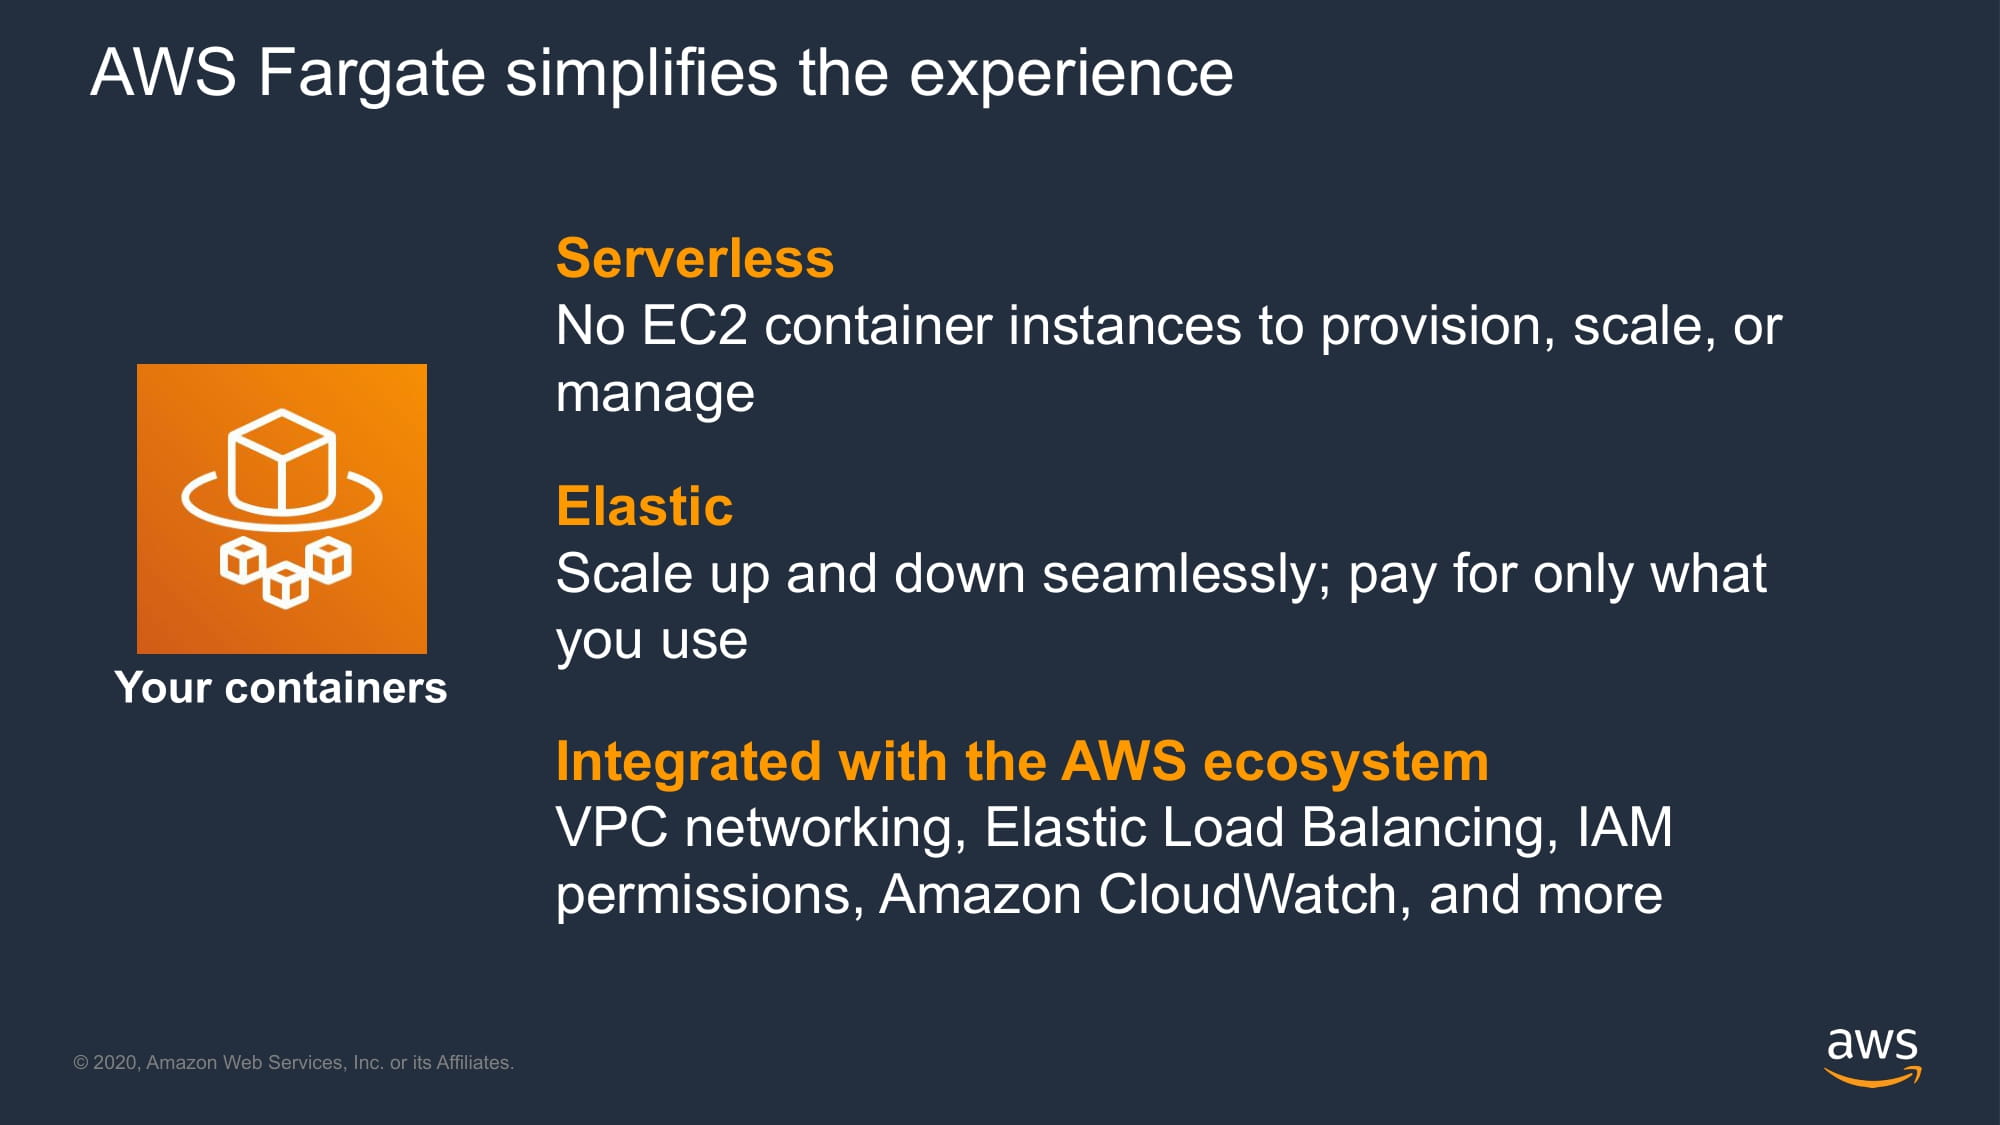 AWS Fargate simplifies the experience
Serverless
No EC2 container instances to provision, scale, or
manage
Elastic
Scale up and down seamlessly; pay for only what
you use
Your containers
Integrated with the AWS ecosystem
VPC networking, Elastic Load Balancing, IAM
permissions, Amazon CloudWatch, and more
© 2020, Amazon Web Services, Inc. or its Affiliates.
aws